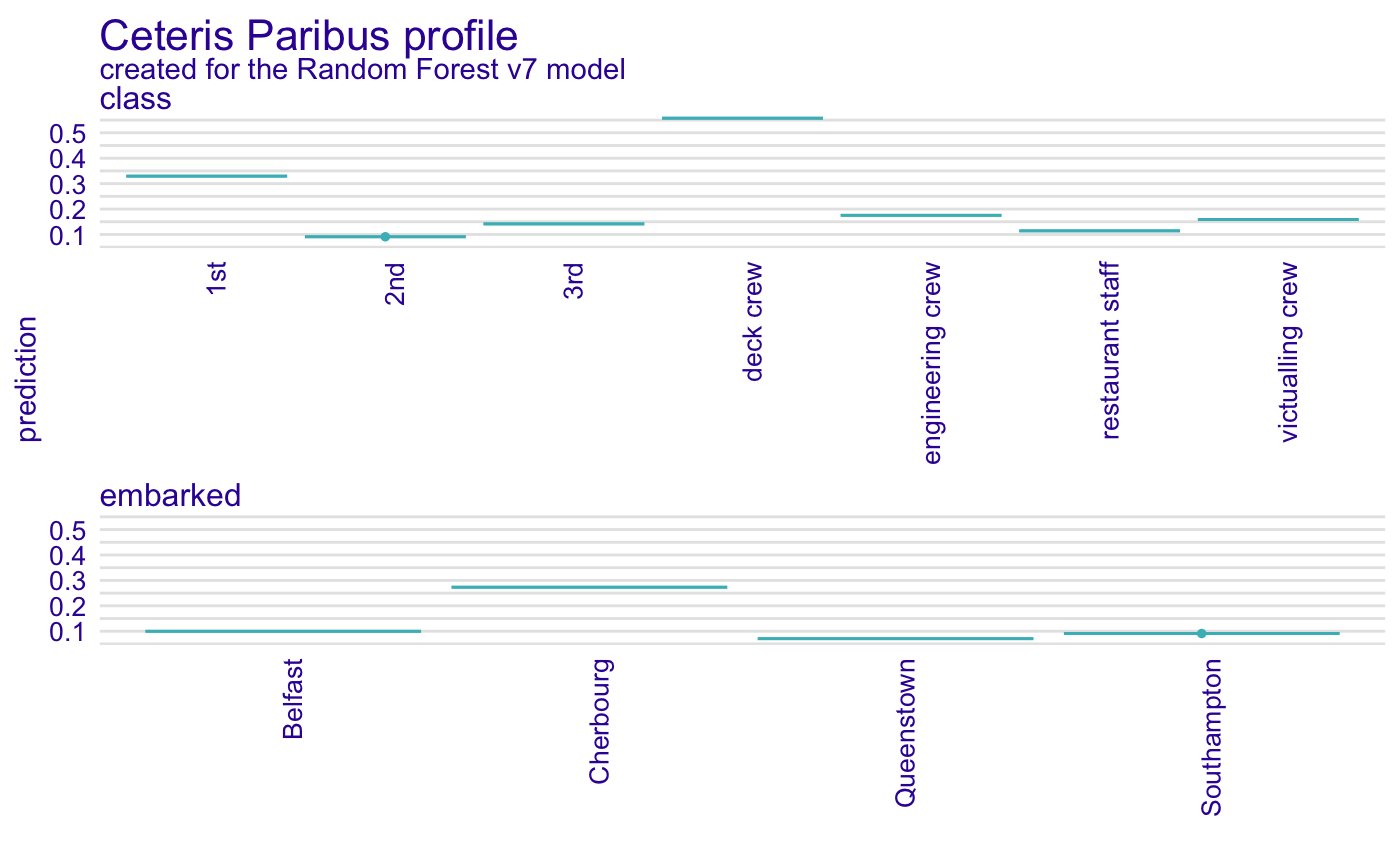 Ceteris Paribus profile
created for the Random Forest v7 model
class
0.5
0.4
0.3
0.2
0.1
1st
2nd
3rd
deck crew
engineering crew
restaurant staff
victualling crew
prediction
embarked
0.5
0.4
0.3
0.2
0.1
Belfast
Cherbourg
Queenstown
Southampton